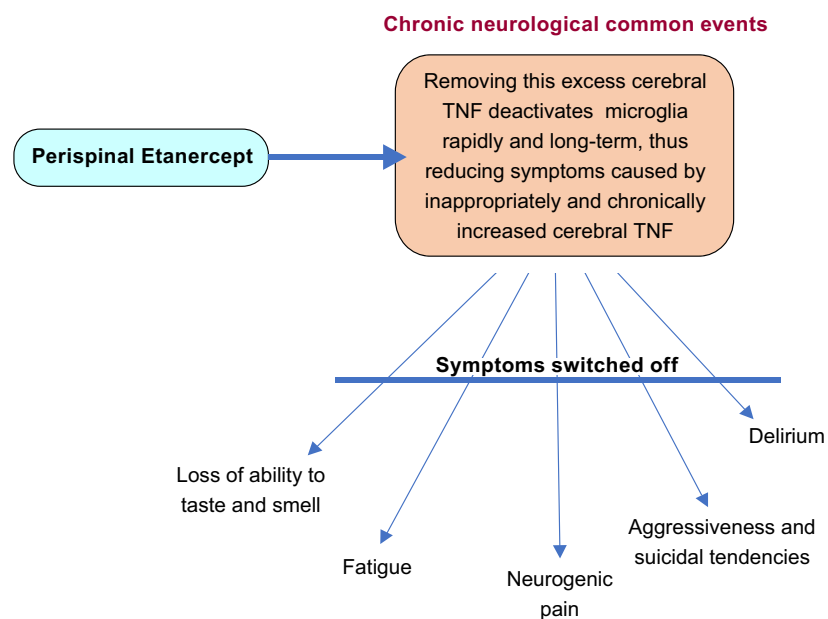 Chronic neurological common events
Removing this excess cerebral
TNF deactivates microglia
rapidly and long-term, thus
reducing symptoms caused by
inappropriately and chronically
increased cerebral TNF
Perispinal Etanercept
Symptoms switched off
Delirium
Loss of ability to
taste and smell
Aggressiveness and
suicidal tendencies
Fatigue
Neurogenic
pain